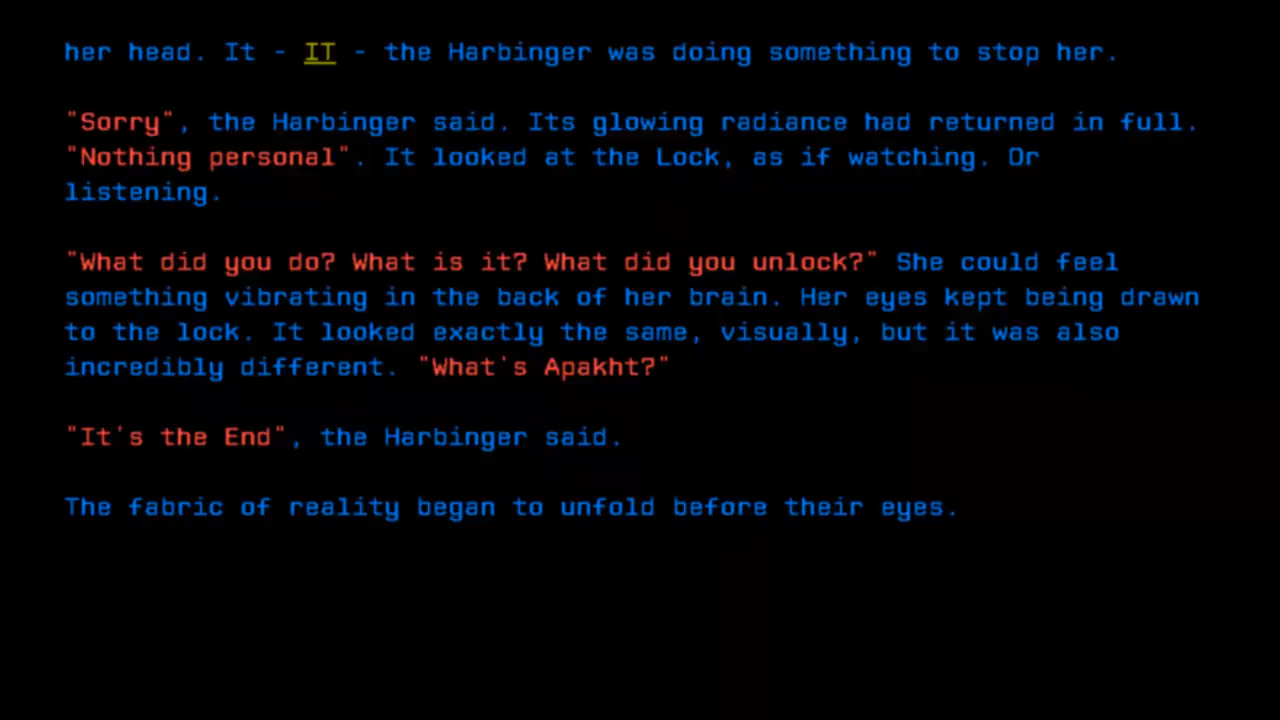 her head. It - IT - the Harbinger was doing something to stop her.
"Sorry", the Harbinger said. Its glowing radiance had returned in full.
"Nothing personal". It looked at the Lock, as if watching. Or
listening.
"What did you do? What is it? What did you unlock?" She could feel
something vibrating in the back of her brain. Her eyes kept being drawn
to the lock. It looked exactly the same, visually, but it was also
incredibly different. "What's Apakht?"
"It's the End", the Harbinger said.
The fabric of reality began to unfold before their eyes.